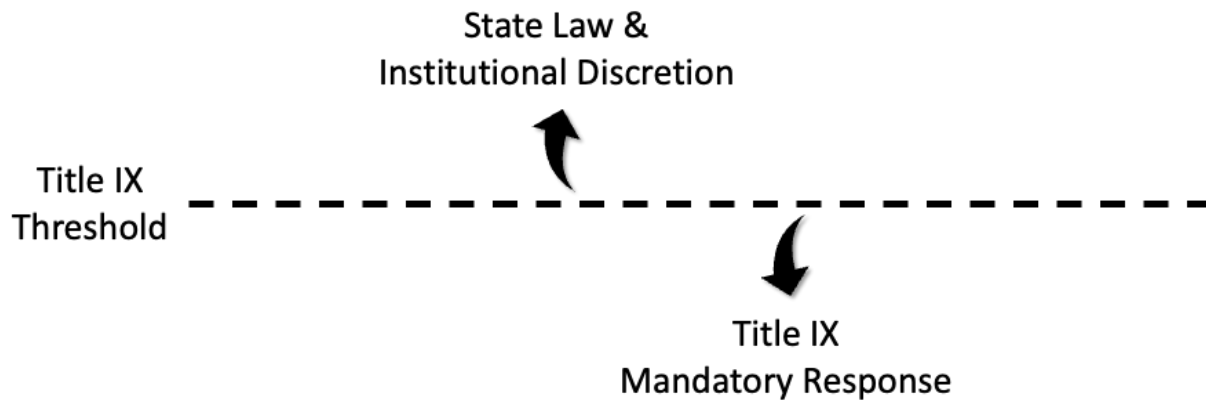 State Law &
Institutional Discretion
Title IX
Threshold
Title IX
Mandatory Response